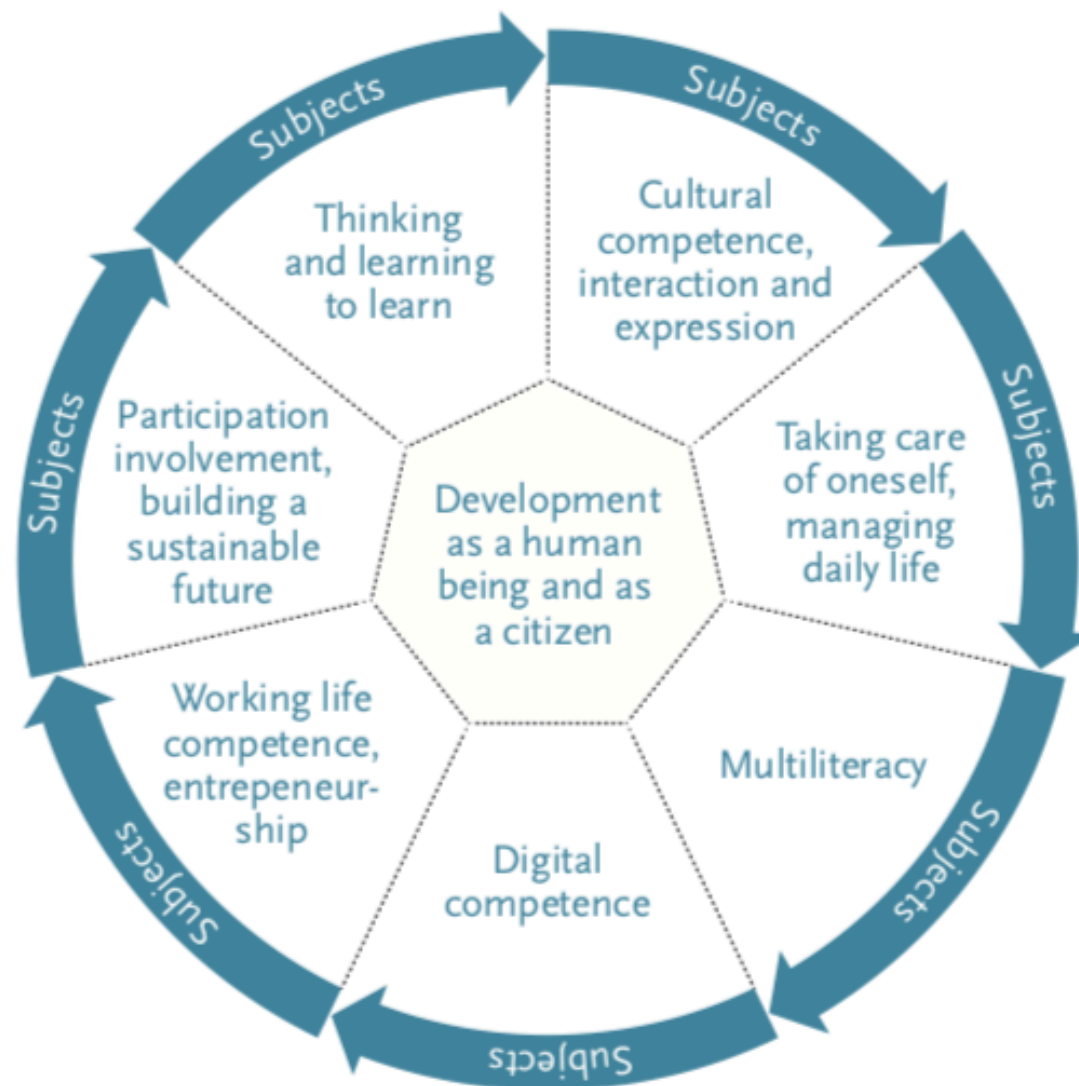 Subjects
Subjects
Thinking
and learning
to learn
Cultural
competence,
interaction and
expression
Subjects
Subjects
Participation
involvement,
building a
sustainable
future
Development
as a human
being and as
a citizen
Taking care
of oneself,
managing
daily life
Working life
competence,
entrepeneur-
ship
Multiliteracy
Digital
competence
Subjects
Subjects
Subjects